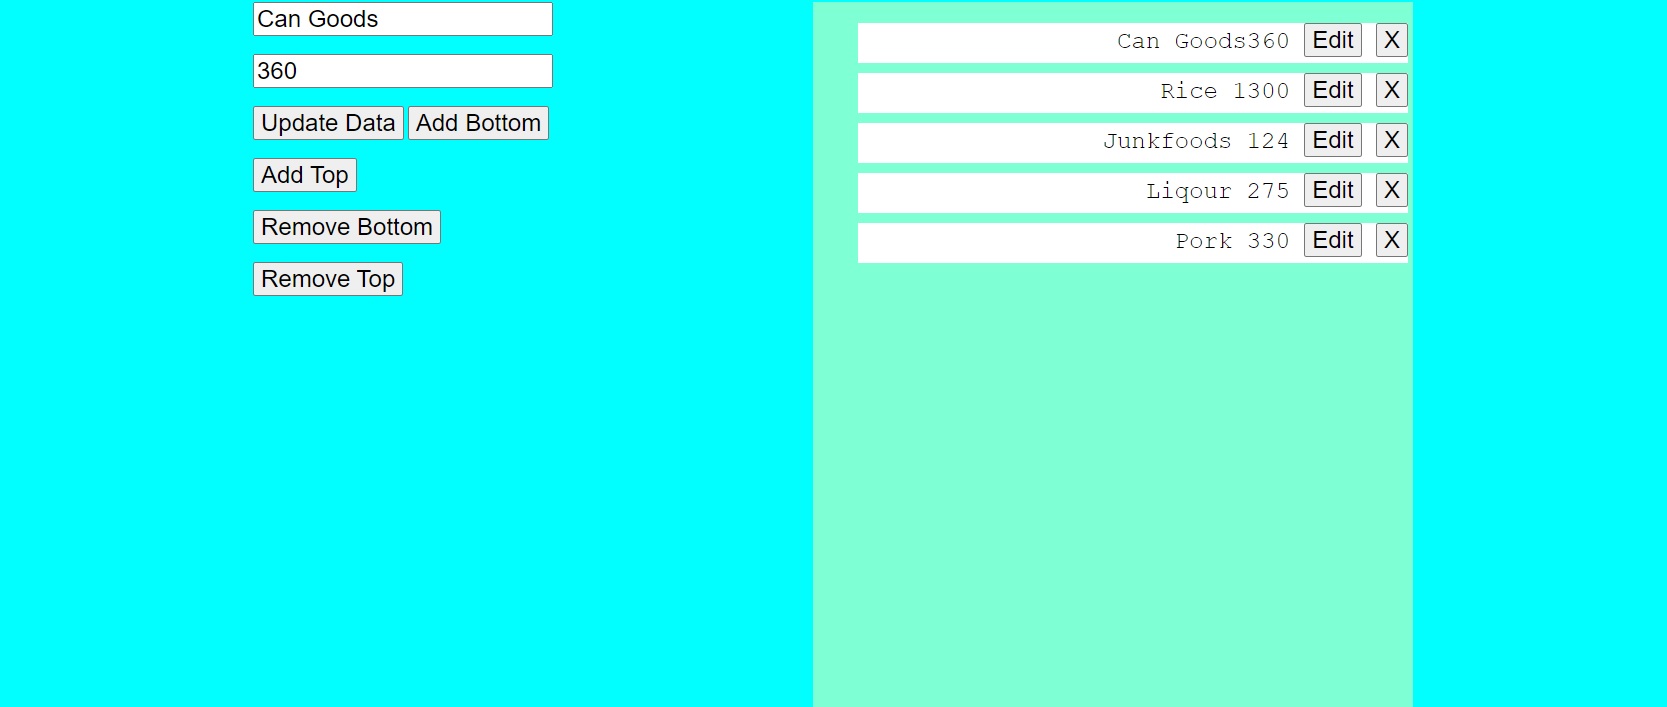 Can Goods
360
Update Data Add Bottom
Add Top
Remove Bottom
Remove Top
Can Goods360 Edit X
Rice 1300 Edit X
Junkfoods 124 Edit X
Liqour 275 Edit X
Pork 330 Edit X